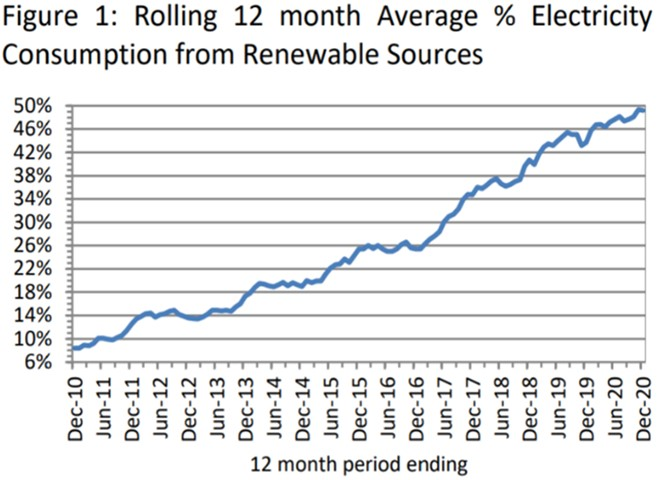 Figure 1: Rolling 12 month Average % Electricity
Consumption from Renewable Sources
50%
46%
42%
38%
34%
30%
26%
22%
18%
14%
10%
6%
Dec-10
Jun-11
Dec-11
Jun-12
Dec-12
Jun-13
Dec-13
Jun-14
Dec-14
Jun-15
Dec-15
Jun-16
Dec-16
Jun-17
Dec-17
Jun-18
Dec-18
Jun-19
Dec-19
Jun-20
Dec-20
12 month period ending